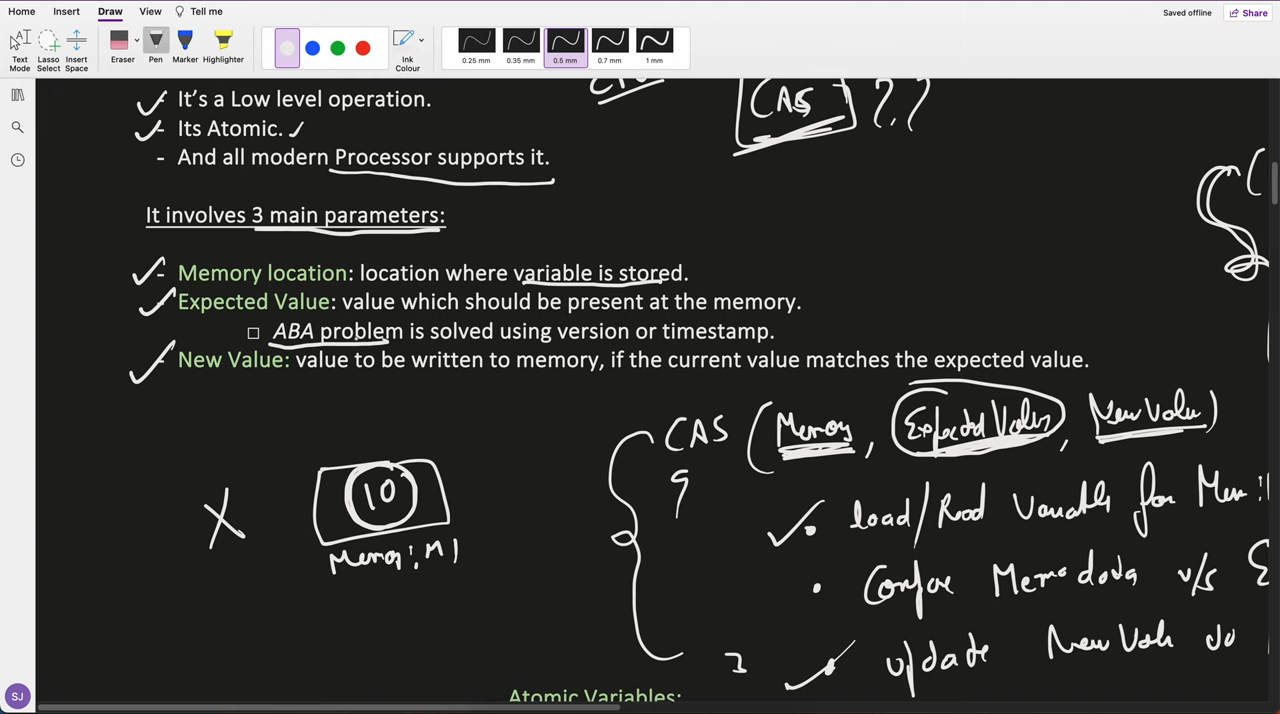 Home Insert Draw View Tell me Saved offline Share
Text Mode Lasso Select Insert Space Eraser Pen Marker Highlighter Ink Colour 0.25 mm 0.35 mm 0.5 mm 0.7 mm 1 mm
- It's a Low level operation. CAS ??
- Its Atomic.
- And all modern Processor supports it.
It involves 3 main parameters:
- Memory location: location where variable is stored.
- Expected Value: value which should be present at the memory.
ABA problem is solved using version or timestamp.
- New Value: value to be written to memory, if the current value matches the expected value.
CAS (Memory, Expected Value, New Value)
X 10
Memory: M1
load/Read Variable for Mem
Compare Memo data v/s
update New Valu
Atomic Variables:
SJ